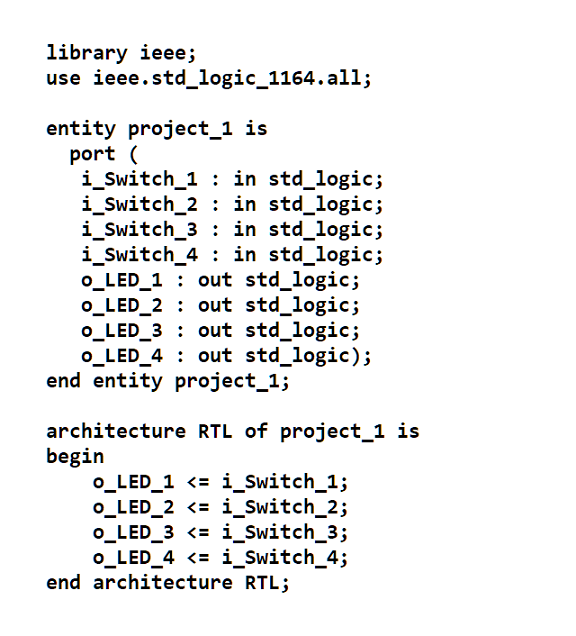 library ieee;
use ieee.std_logic_1164.all;
entity project_1 is
port (
i_Switch_1 : in std_logic;
i_Switch_2 : in std_logic;
i_Switch_3 : in std_logic;
i_Switch_4 : in std_logic;
o_LED_1 : out std_logic;
o_LED_2 : out std_logic;
o_LED_3 : out std_logic;
o_LED_4 : out std_logic);
end entity project_1;
architecture RTL of project_1 is
begin
o_LED_1 <= i_Switch_1;
o_LED_2 <= i_Switch_2;
o_LED_3 <= i_Switch_3;
o_LED_4 <= i_Switch_4;
end architecture RTL;